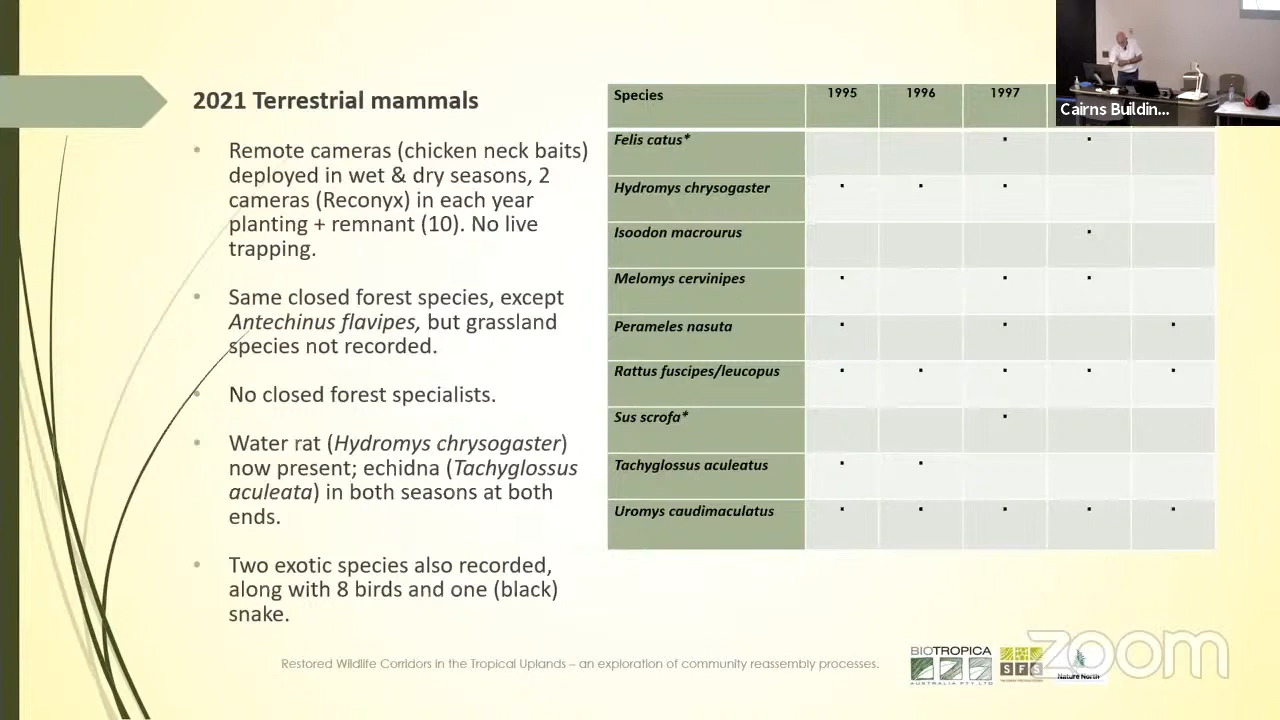 Cairns Buildin...
2021 Terrestrial mammals
• Remote cameras (chicken neck baits)
deployed in wet & dry seasons, 2
cameras (Reconyx) in each year
planting + remnant (10). No live
trapping.
• Same closed forest species, except
Antechinus flavipes, but grassland
species not recorded.
• No closed forest specialists.
• Water rat (Hydromys chrysogaster)
now present; echidna (Tachyglossus
aculeata) in both seasons at both
ends.
• Two exotic species also recorded,
along with 8 birds and one (black)
snake.
Species 1995 1996 1997
Felis catus*
Hydromys chrysogaster
Isoodon macrourus
Melomys cervinipes
Perameles nasuta
Rattus fuscipes/leucopus
Sus scrofa*
Tachyglossus aculeatus
Uromys caudimaculatus
Restored Wildlife Corridors in the Tropical Uplands – an exploration of community reassembly processes.
BIOTROPICA
AUSTRALIA PTY. LTD
SFS
Nature North
zoom